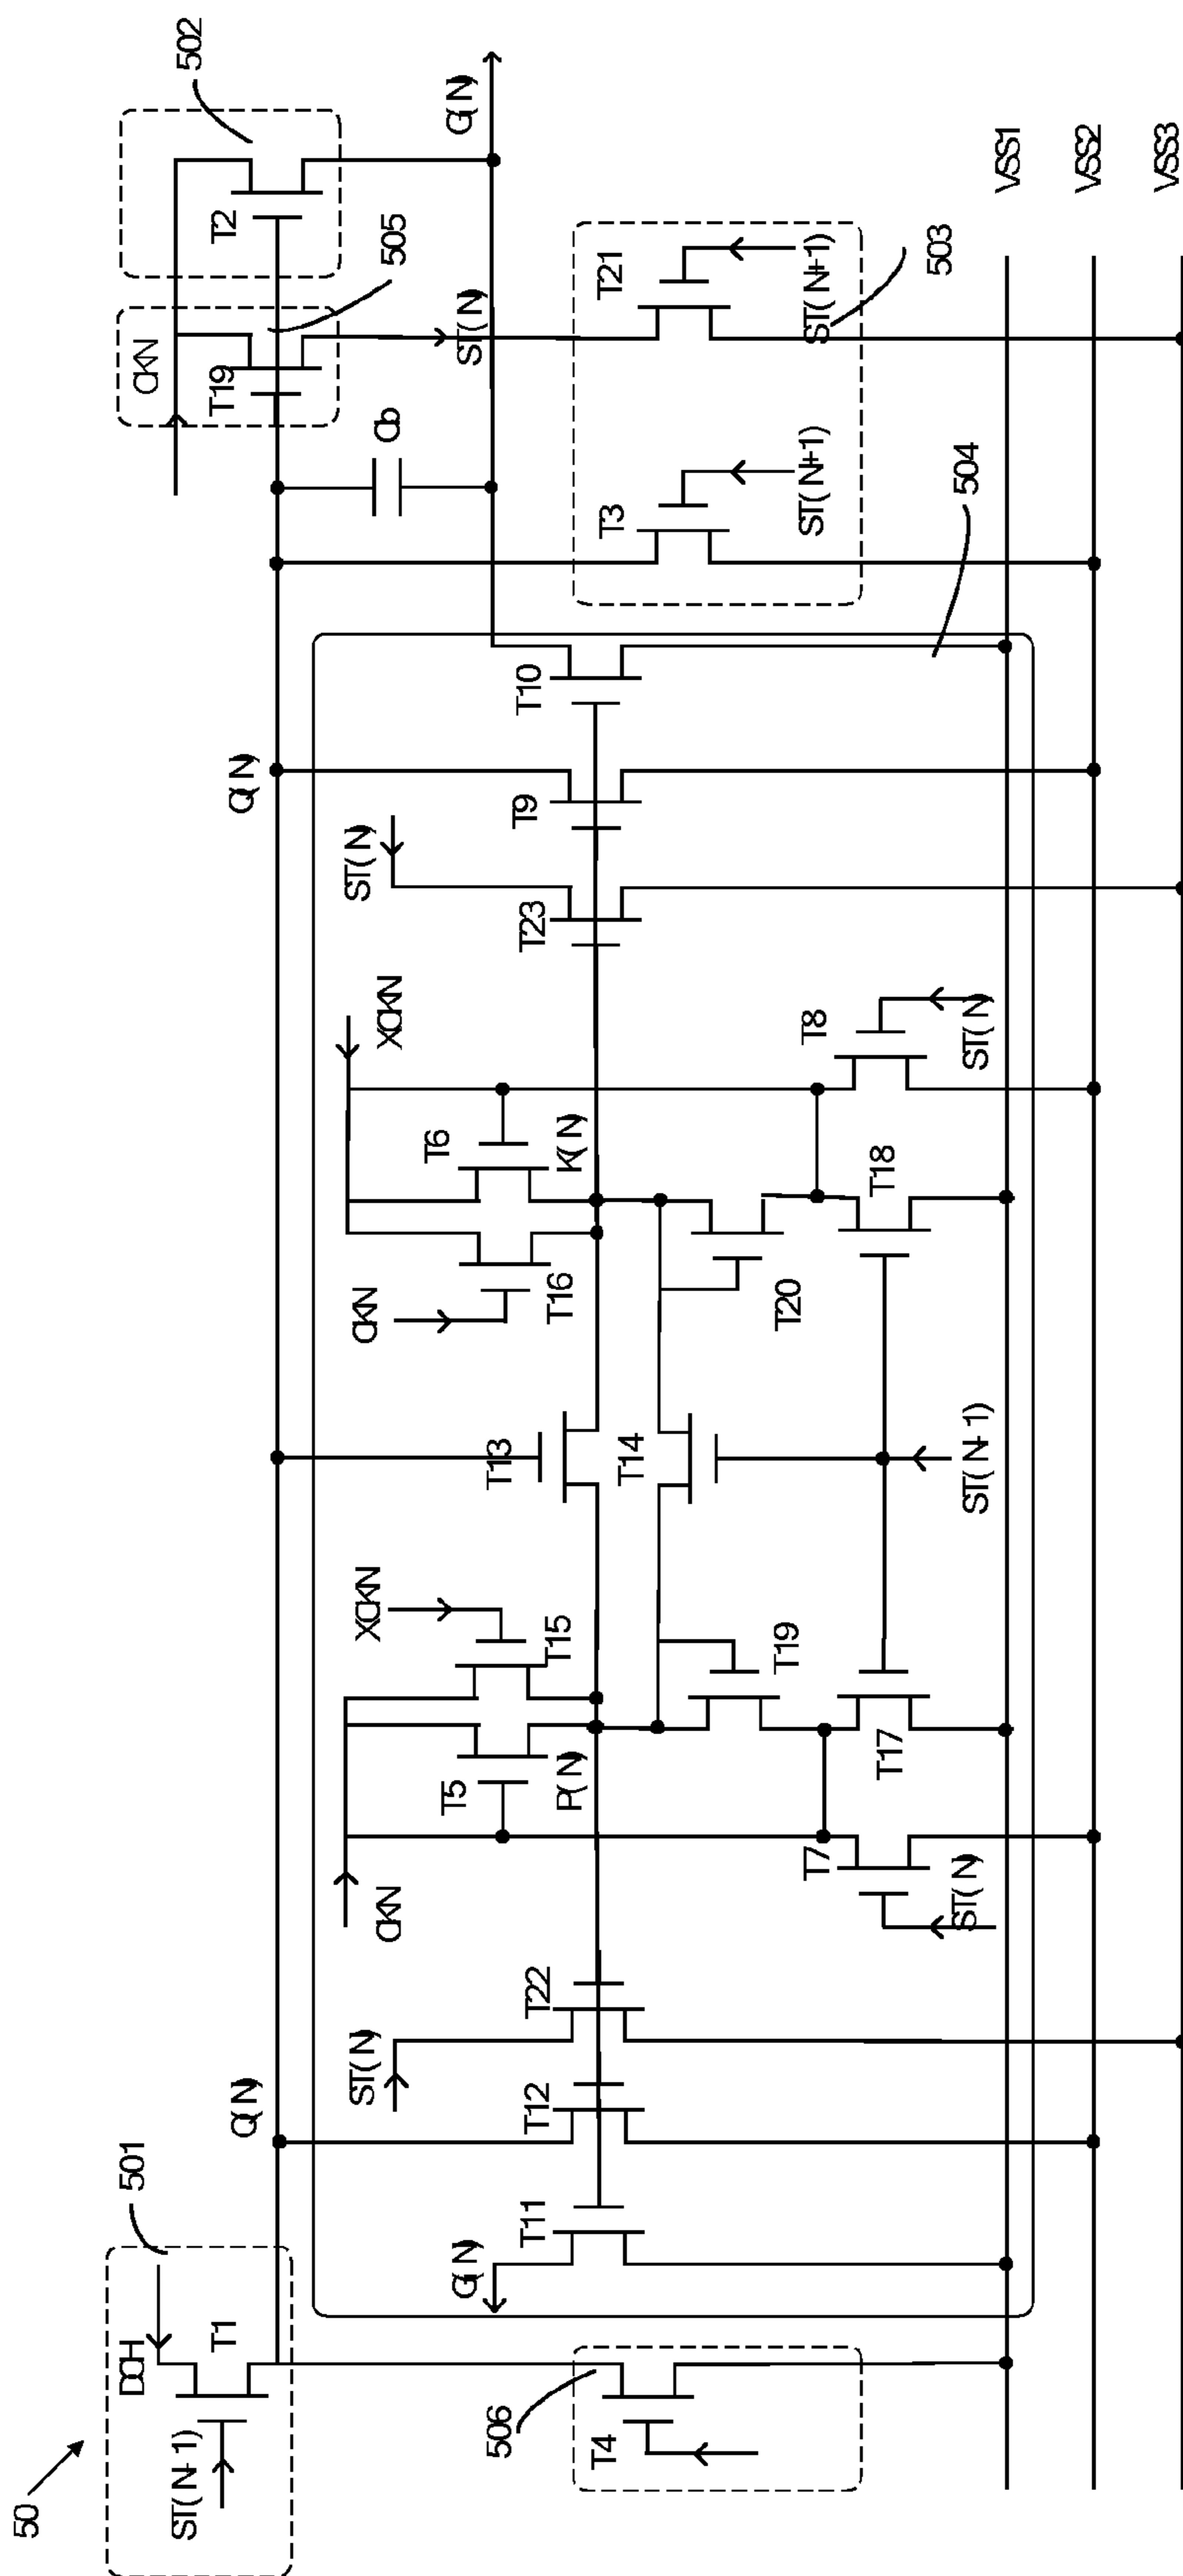 50
501
DCH
T1
ST(N-1)
CKN
502
T19
T2
505
Q(N)
Q(N)
Cb
ST(N)
CKN
XCKN
CKN
XCKN
ST(N)
ST(N)
G(N)
G(N)
T5
T6
506
T11
T12
T22
T15
T13
T16
T23
T9
T10
P(N)
K(N)
T4
T14
T3
T21
T19
T20
ST(N+1)
ST(N+1)
T7
T17
T18
T8
503
504
ST(N)
ST(N-1)
ST(N)
VSS1
VSS2
VSS3